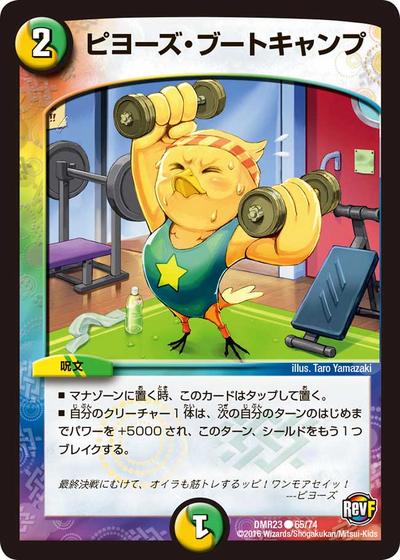 2
ピヨーズ・ブートキャンプ
illus. Taro Yamazaki
呪文
■ マナゾーンに置く時、このカードはタップして置く。
■ 自分のクリーチャー1体は、次の自分のターンのはじめ
までパワーを +5000 され、このターン、シールドをもう1つ
ブレイクする。
最終決戦にむけて、オイラも筋トレするッピ!ワンモアセイッ!
---ピヨーズ
RevF
1
DMR23 ● 65/74
©2016 Wizards/Shogakukan/Mitsui-Kids